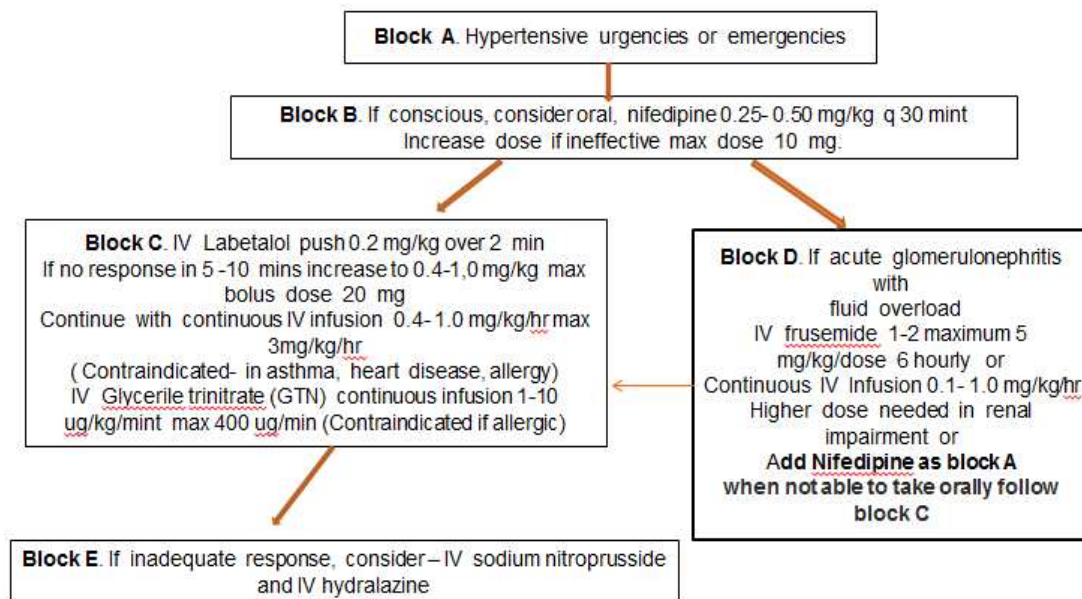 Block A. Hypertensive urgencies or emergencies
Block B. If conscious, consider oral, nifedipine 0.25- 0.50 mg/kg q 30 mint
Increase dose if ineffective max dose 10 mg.
Block C. IV Labetalol push 0.2 mg/kg over 2 min
If no response in 5 -10 mins increase to 0.4-1,0 mg/kg max
bolus dose 20 mg
Continue with continuous IV infusion 0.4- 1.0 mg/kg/hr max
3mg/kg/hr
( Contraindicated- in asthma, heart disease, allergy)
IV Glycerile trinitrate (GTN) continuous infusion 1-10
ug/kg/mint max 400 ug/min (Contraindicated if allergic)
Block D. If acute glomerulonephritis
with
fluid overload
IV frusemide 1-2 maximum 5
mg/kg/dose 6 hourly or
Continuous IV Infusion 0.1- 1.0 mg/kg/hr
Higher dose needed in renal
impairment or
Add Nifedipine as block A
when not able to take orally follow
block C
Block E. If inadequate response, consider – IV sodium nitroprusside
and IV hydralazine